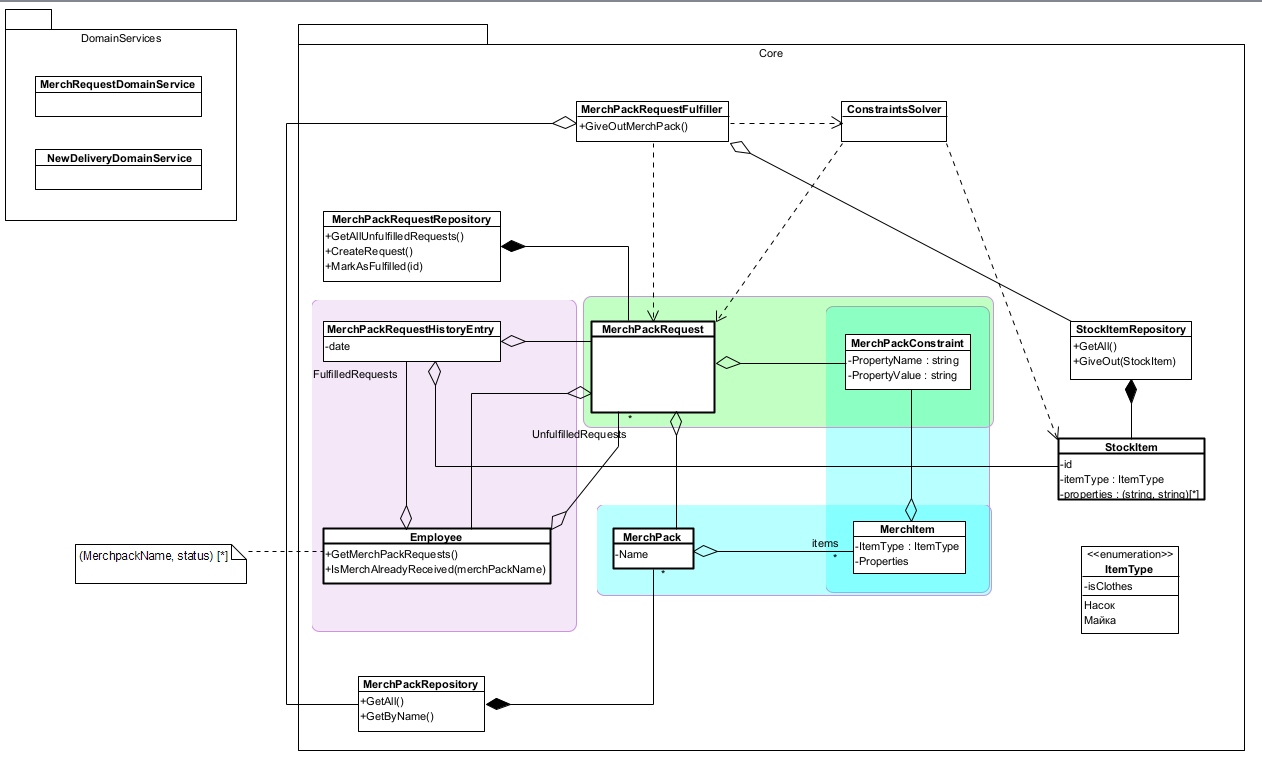 DomainServices
MerchRequestDomainService
NewDeliveryDomainService
Core
MerchPackRequestFulfiller
+GiveOutMerchPack()
ConstraintsSolver
MerchPackRequestRepository
+GetAllUnfulfilledRequests()
+CreateRequest()
+MarkAsFulfilled(id)
MerchPackRequestHistoryEntry
-date
FulfilledRequests
MerchPackRequest
*
UnfulfilledRequests
MerchPackConstraint
-PropertyName : string
-PropertyValue : string
StockItemRepository
+GetAll()
+GiveOut(StockItem)
StockItem
-id
-itemType : ItemType
-properties : (string, string)[*]
Employee
+GetMerchPackRequests()
+IsMerchAlreadyReceived(merchPackName)
(MerchpackName, status) [*]
MerchPack
-Name
*
items
*
MerchItem
-ItemType : ItemType
-Properties
<<enumeration>>
ItemType
-isClothes
Насок
Майка
MerchPackRepository
+GetAll()
+GetByName()